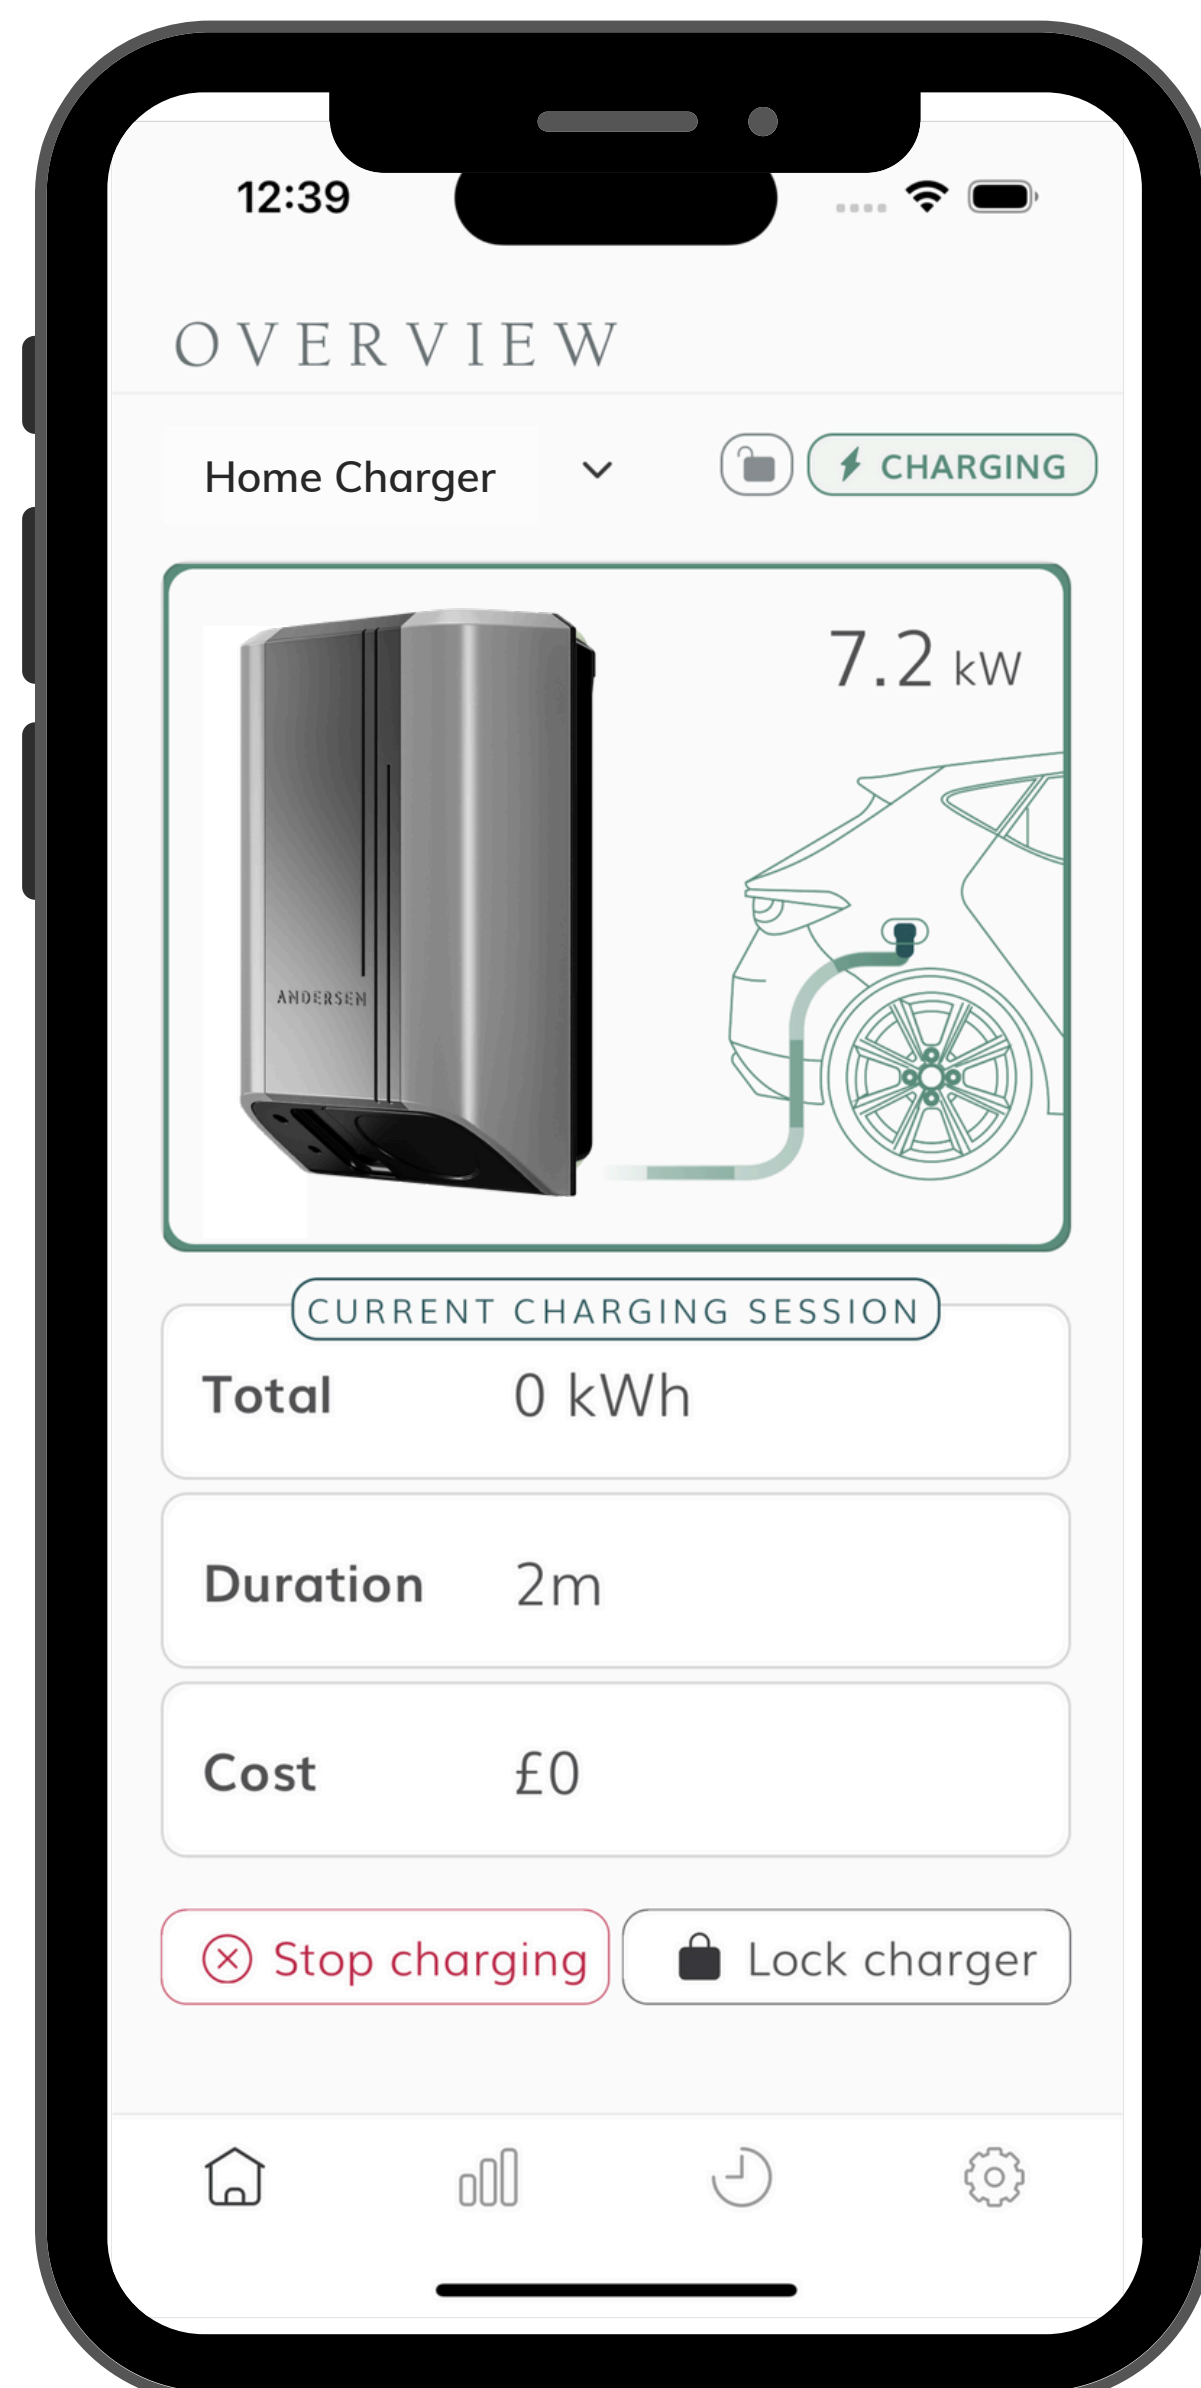 12:39
OVERVIEW
Home Charger
CHARGING
7.2 kW
ANDERSEN
CURRENT CHARGING SESSION
Total 0 kWh
Duration 2m
Cost £0
Stop charging Lock charger